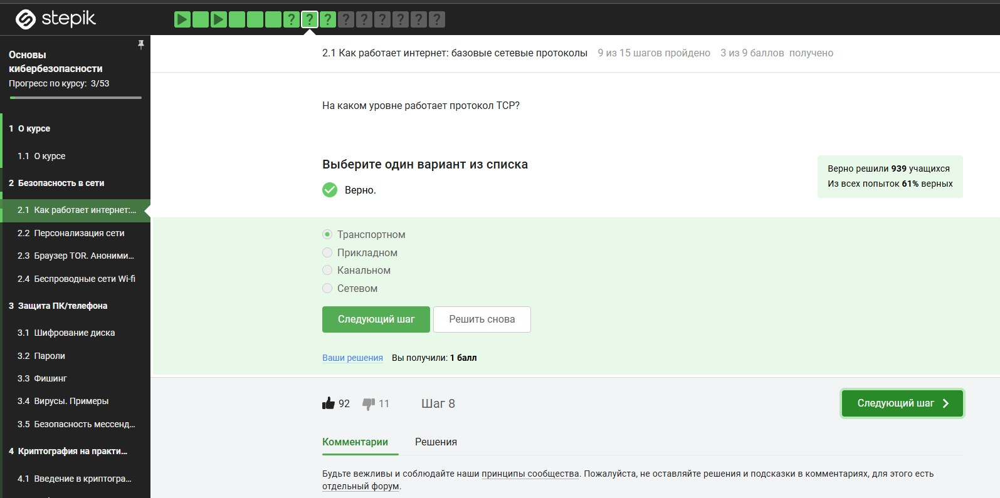 stepik
? ? ? ? ? ? ? ? ?
Основы
кибербезопасности
Прогресс по курсу: 3/53
1 О курсе
1.1 О курсе
2 Безопасность в сети
2.1 Как работает интернет:...
2.2 Персонализация сети
2.3 Браузер TOR. Аноними...
2.4 Беспроводные сети Wi-fi
3 Защита ПК/телефона
3.1 Шифрование диска
3.2 Пароли
3.3 Фишинг
3.4 Вирусы. Примеры
3.5 Безопасность мессенд...
4 Криптография на практи...
4.1 Введение в криптогра...
2.1 Как работает интернет: базовые сетевые протоколы 9 из 15 шагов пройдено 3 из 9 баллов получено
На каком уровне работает протокол TCP?
Выберите один вариант из списка
Верно.
Верно решили 939 учащихся
Из всех попыток 61% верных
Транспортном
Прикладном
Канальном
Сетевом
Следующий шаг Решить снова
Ваши решения Вы получили: 1 балл
92 11 Шаг 8 Следующий шаг
Комментарии Решения
Будьте вежливы и соблюдайте наши принципы сообщества. Пожалуйста, не оставляйте решения и подсказки в комментариях, для этого есть
отдельный форум.